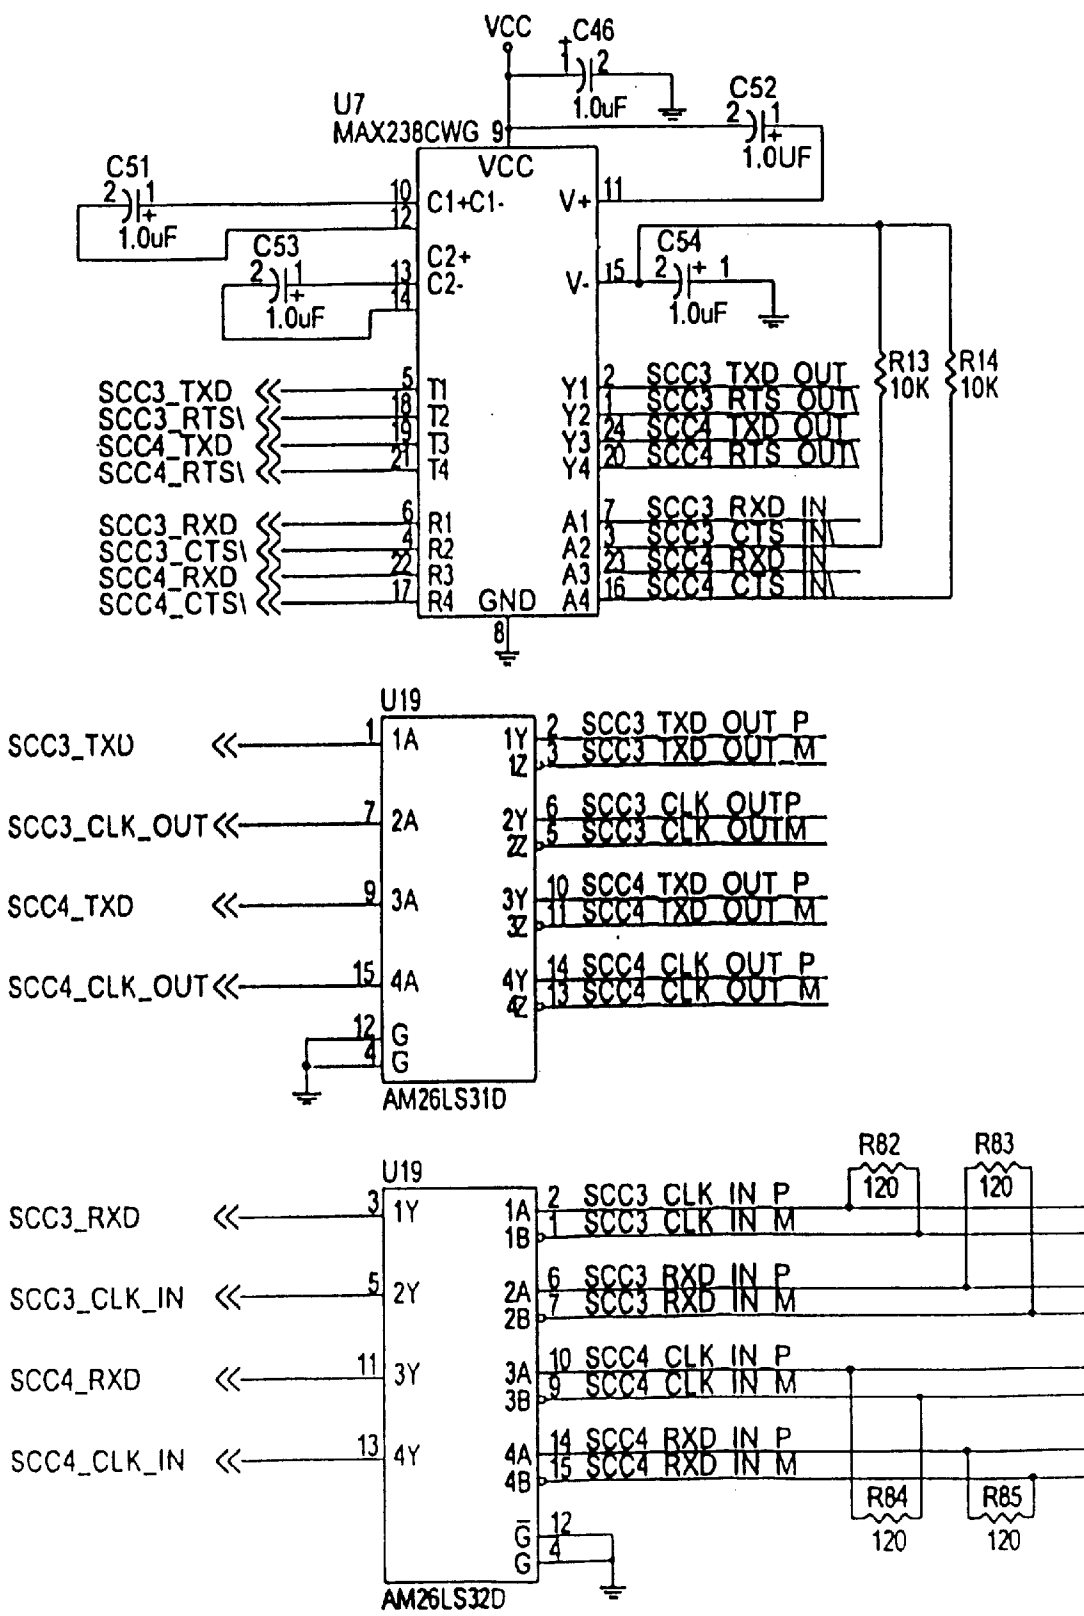 VCC
+ C46
1 2
1.0uF
C52
2 1
+
1.0UF
U7
MAX238CWG 9
VCC
C51
2 1
+
1.0uF
10 C1+C1- V+ 11
12
C53
2 1
+
1.0uF
C2+
13 C2- V- 15
14
C54
2 + 1
1.0uF
R13
10K
R14
10K
SCC3_TXD 5 T1 Y1 2 SCC3 TXD OUT
SCC3_RTS\ 18 T2 Y2 1 SCC3 RTS OUT\
SCC4_TXD 19 T3 Y3 24 SCC4 TXD OUT
SCC4_RTS\ 21 T4 Y4 20 SCC4 RTS OUT\
SCC3_RXD 6 R1 A1 7 SCC3 RXD IN
SCC3_CTS\ 4 R2 A2 3 SCC3 CTS IN\
SCC4_RXD 22 R3 A3 23 SCC4 RXD IN
SCC4_CTS\ 17 R4 GND A4 16 SCC4 CTS IN\
8
U19
SCC3_TXD 1 1A 1Y 2 SCC3 TXD OUT P
1Z 3 SCC3 TXD OUT M
SCC3_CLK_OUT 7 2A 2Y 6 SCC3 CLK OUTP
2Z 5 SCC3 CLK OUTM
SCC4_TXD 9 3A 3Y 10 SCC4 TXD OUT P
3Z 11 SCC4 TXD OUT M
SCC4_CLK_OUT 15 4A 4Y 14 SCC4 CLK OUT P
4Z 13 SCC4 CLK OUT M
12 G
4 G
AM26LS31D
U19
R82
120
R83
120
SCC3_RXD 3 1Y 1A 2 SCC3 CLK IN P
1B 1 SCC3 CLK IN M
SCC3_CLK_IN 5 2Y 2A 6 SCC3 RXD IN P
2B 7 SCC3 RXD IN M
SCC4_RXD 11 3Y 3A 10 SCC4 CLK IN P
3B 9 SCC4 CLK IN M
SCC4_CLK_IN 13 4Y 4A 14 SCC4 RXD IN P
4B 15 SCC4 RXD IN M
R84
120
R85
120
G̅ 12
G 4
AM26LS32D